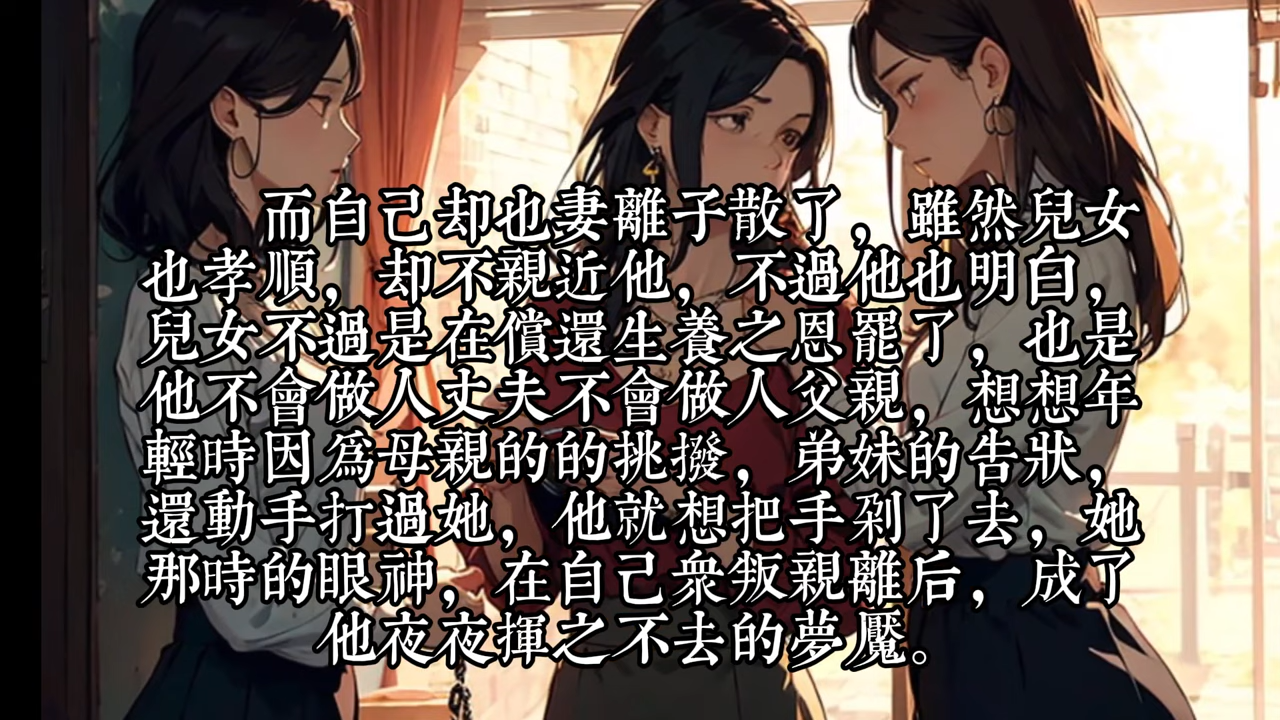 而自己却也妻離子散了，雖然兒女
也孝順，却不親近他，不過他也明白，
兒女不過是在償還生養之恩罷了，也是
他不會做人丈夫不會做人父親，想想年
輕時因爲母親的的挑撥，弟妹的告狀，
還動手打過她，他就想把手剁了去，她
那時的眼神，在自己衆叛親離后，成了
他夜夜揮之不去的夢魘。